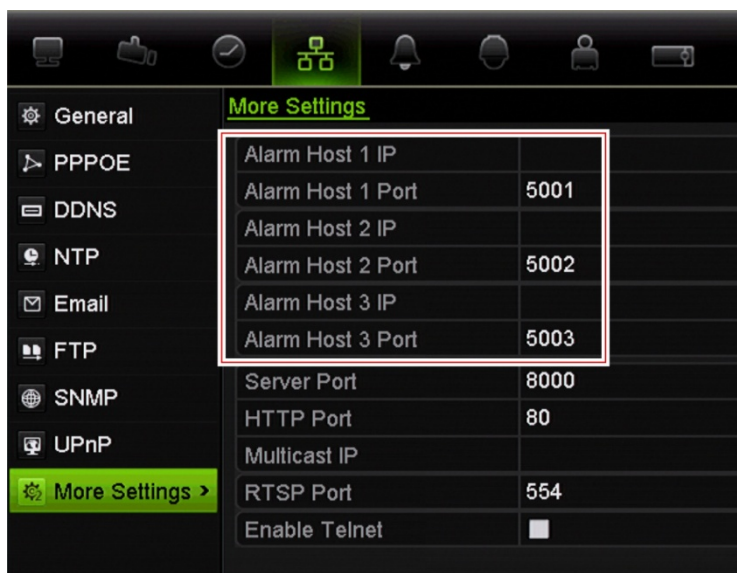 General
PPPOE
DDNS
NTP
Email
FTP
SNMP
UPnP
More Settings >
More Settings
Alarm Host 1 IP
Alarm Host 1 Port 5001
Alarm Host 2 IP
Alarm Host 2 Port 5002
Alarm Host 3 IP
Alarm Host 3 Port 5003
Server Port 8000
HTTP Port 80
Multicast IP
RTSP Port 554
Enable Telnet